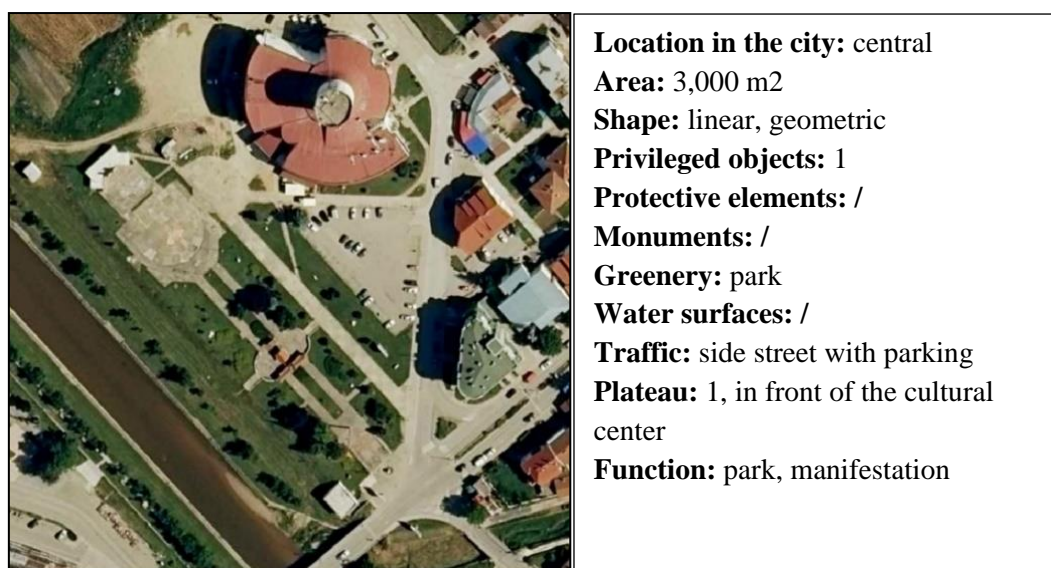 Location in the city: central
Area: 3,000 m2
Shape: linear, geometric
Privileged objects: 1
Protective elements: /
Monuments: /
Greenery: park
Water surfaces: /
Traffic: side street with parking
Plateau: 1, in front of the cultural
center
Function: park, manifestation